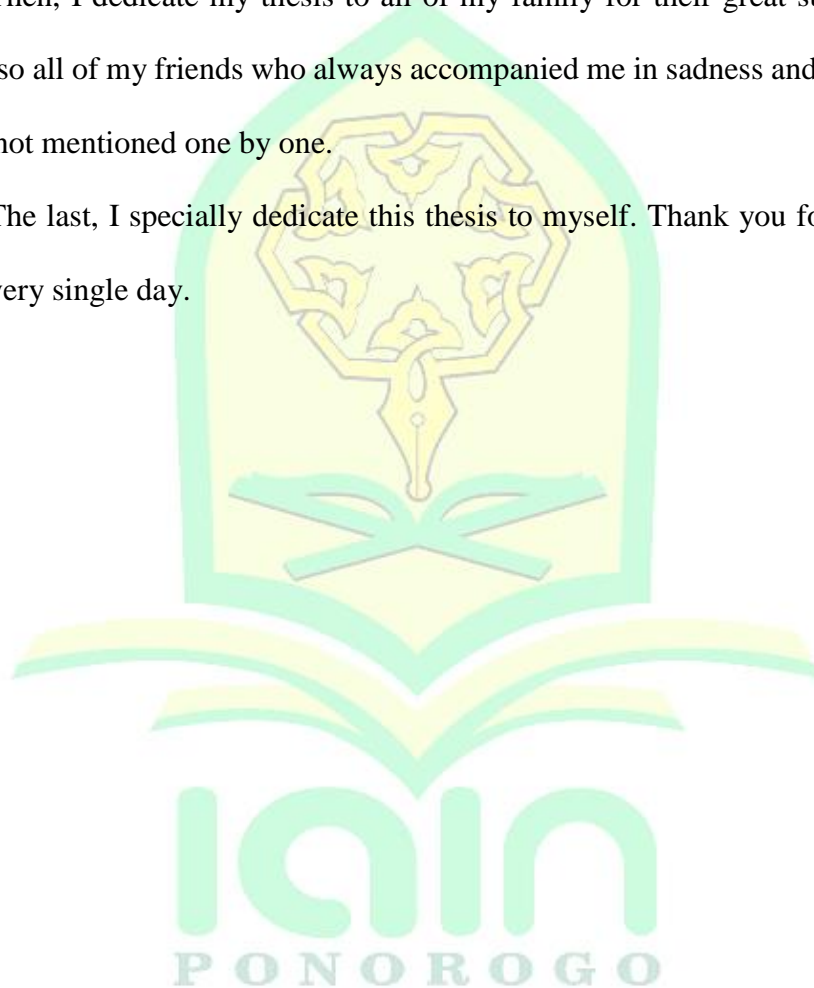 I dedicate my thesis to all of my family for their great
so all of my friends who always accompanied me in sadness and
not mentioned one by one.
The last, I specially dedicate this thesis to myself. Thank you
very single day.
iain
PONOROGO